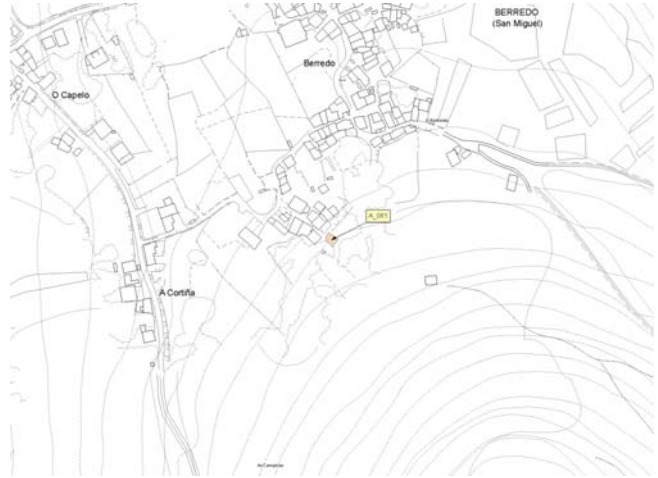 BERREDO
(San Miguel)
Berredo
O Capelo
A_001
A Cortiña